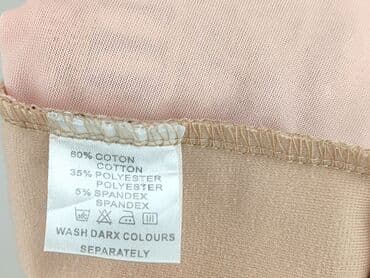 60% COTON
COTTON
35% POLYESTER
POLYESTER
5% SPANDEX
SPANDEX
WASH DARX COLOURS
SEPARATELY